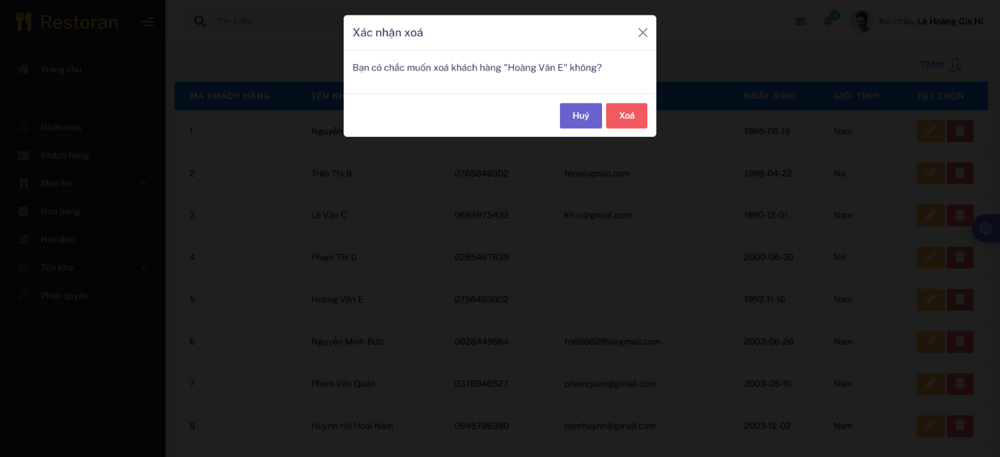 Restoran
Tìm kiếm ...
Xác nhận xoá
4
Xin chào, Lê Hoàng Gia Hi
Bạn có chắc muốn xoá khách hàng "Hoàng Văn E" không?
Huỷ Xoá
Trang chủ
Nhân viên
Khách hàng
Món ăn
Đơn hàng
Hóa đơn
Tồn kho
Phân quyền
Thêm
MÃ KHÁCH HÀNG TÊN KH NGÀY SINH GIỚI TÍNH TÙY CHỌN
1 Nguyễn 1995-08-15 Nam
2 Trần Thị B 0765849302 tere@gmail.com 1998-04-22 Nữ
3 Lê Văn C 0684975432 kh-c@gmail.com 1990-12-01 Nam
4 Phạm Thị D 0285467839 2000-06-30 Nữ
5 Hoàng Văn E 0756483902 1992-11-10 Nam
6 Nguyễn Minh Đức 0928449664 tn6888295@gmail.com 2003-06-26 Nam
7 Phạm Văn Quân 0378946527 phamquan@gmail.com 2003-05-10 Nam
8 Huỳnh Hồ Hoài Nam 0945786380 namhuynh@gmail.com 2003-12-02 Nam